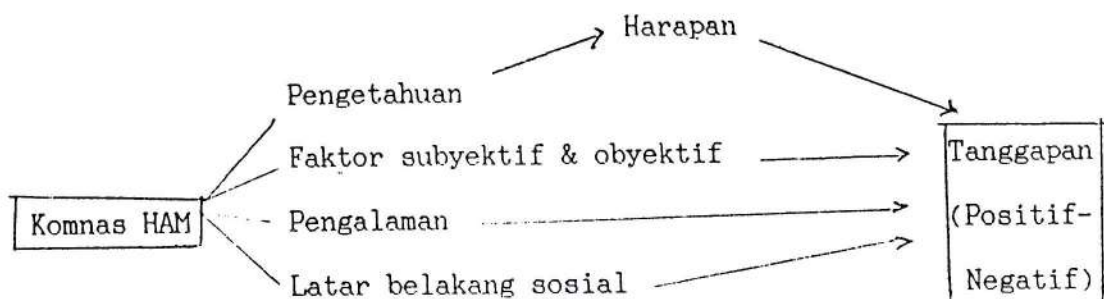 Harapan
Pengetahuan
Faktor subyektif & obyektif
Tanggapan
Komnas HAM
Pengalaman
(Positif-
Latar belakang sosial
Negatif)